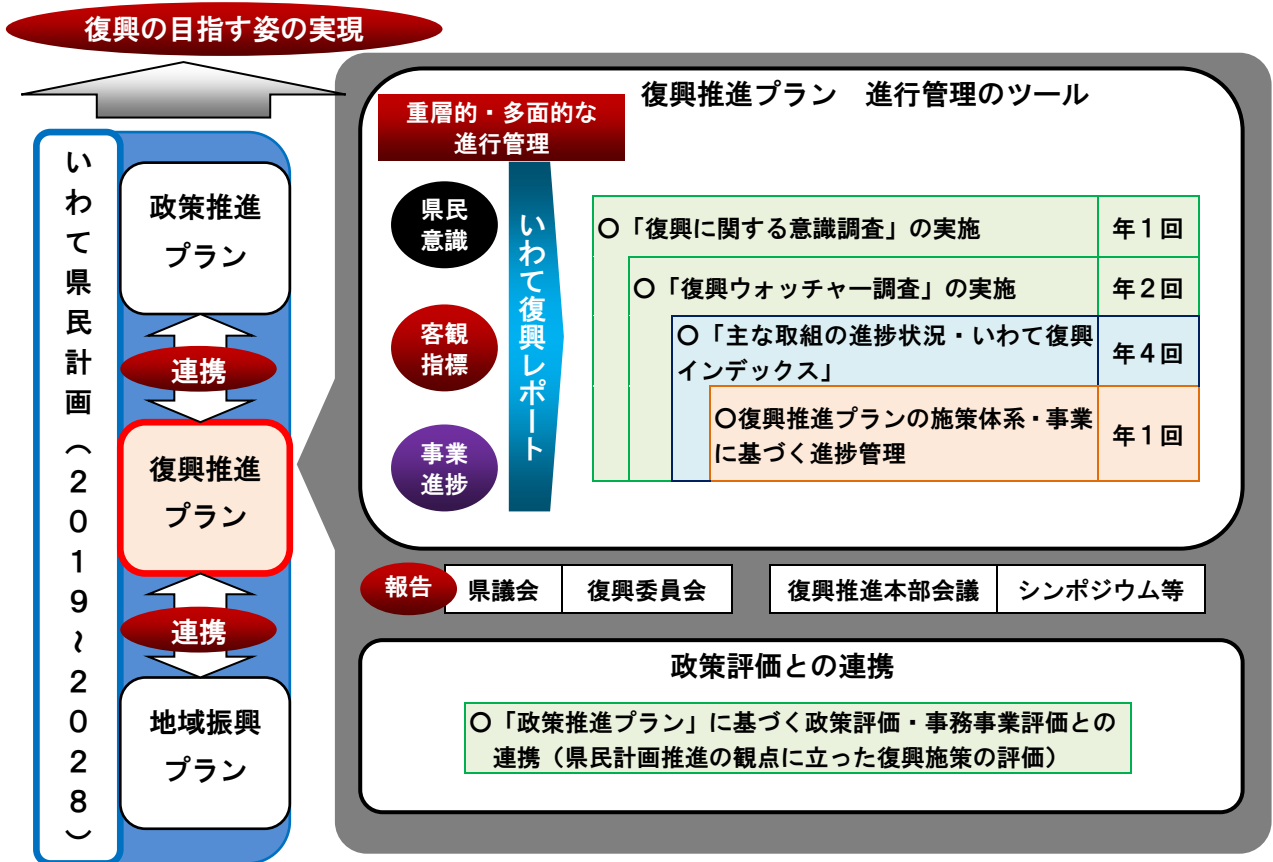 復興の目指す姿の実現
いわて県民計画（２０１９～２０２８）
政策推進
プラン
連携
復興推進
プラン
連携
地域振興
プラン
復興推進プラン　進行管理のツール
重層的・多面的な
進行管理
県民
意識
客観
指標
事業
進捗
いわて復興レポート
○「復興に関する意識調査」の実施
年１回
○「復興ウォッチャー調査」の実施
年２回
○「主な取組の進捗状況・いわて復興
インデックス」
年４回
○復興推進プランの施策体系・事業
に基づく進捗管理
年１回
報告
県議会
復興委員会
復興推進本部会議
シンポジウム等
政策評価との連携
○「政策推進プラン」に基づく政策評価・事務事業評価との
連携（県民計画推進の観点に立った復興施策の評価）